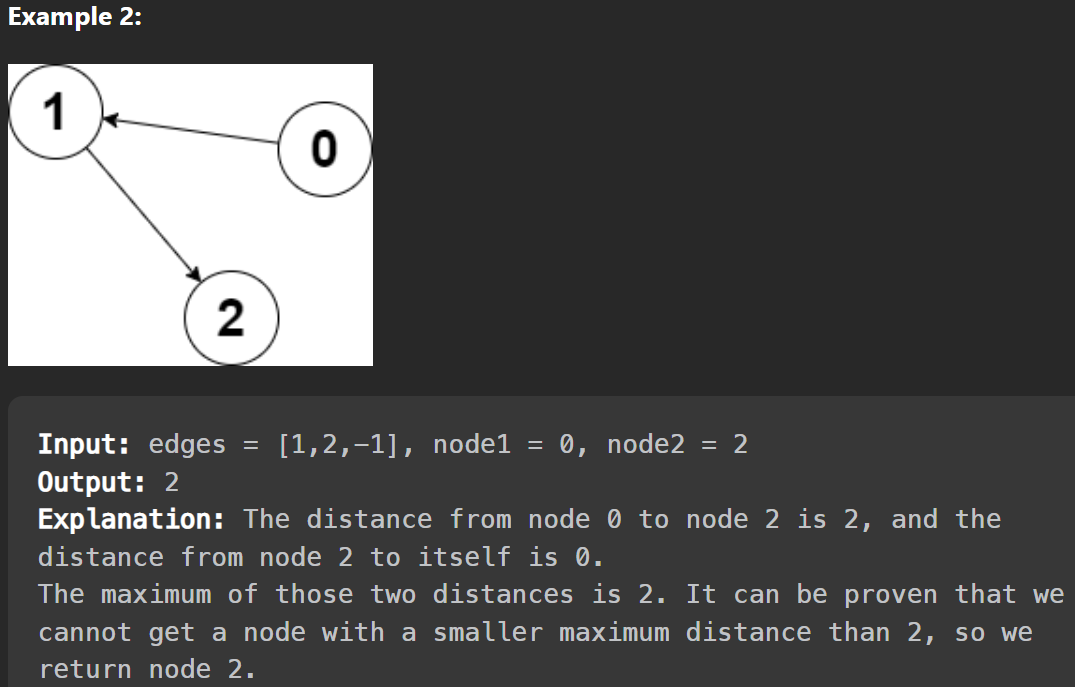 Example 2:
1
0
2
Input: edges = [1,2,-1], node1 = 0, node2 = 2
Output: 2
Explanation: The distance from node 0 to node 2 is 2, and the
distance from node 2 to itself is 0.
The maximum of those two distances is 2. It can be proven that we
cannot get a node with a smaller maximum distance than 2, so we
return node 2.